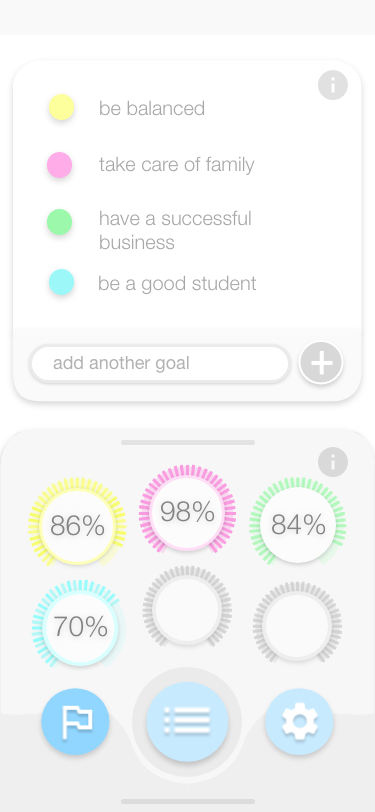 be balanced
take care of family
have a successful
business
be a good student
add another goal
86%
98%
84%
70%